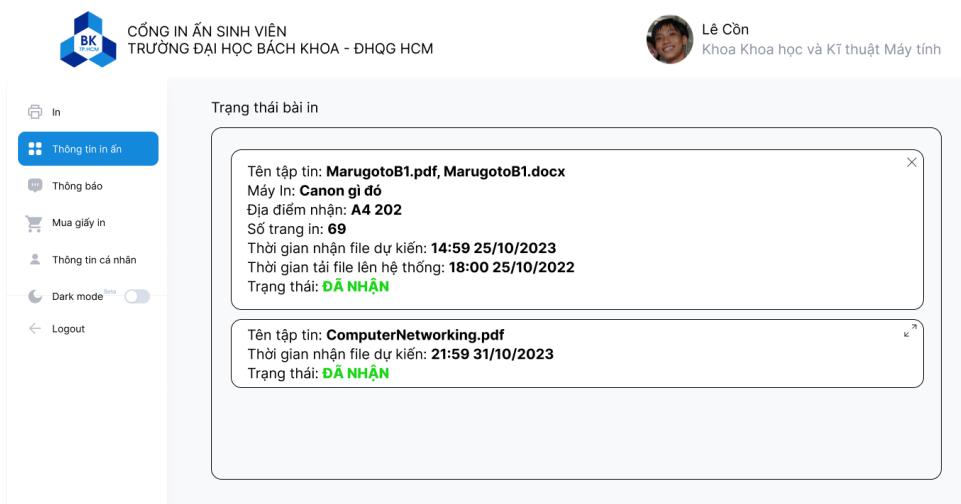 BK
TP.HCM
CỔNG IN ẤN SINH VIÊN
TRƯỜNG ĐẠI HỌC BÁCH KHOA - ĐHQG HCM
Lê Cồn
Khoa Khoa học và Kĩ thuật Máy tính
In
Thông tin in ấn
Thông báo
Mua giấy in
Thông tin cá nhân
Dark mode Beta
Logout
Trạng thái bài in
Tên tập tin: MarugotoB1.pdf, MarugotoB1.docx
Máy In: Canon gì đó
Địa điểm nhận: A4 202
Số trang in: 69
Thời gian nhận file dự kiến: 14:59 25/10/2023
Thời gian tải file lên hệ thống: 18:00 25/10/2022
Trạng thái: ĐÃ NHẬN
Tên tập tin: ComputerNetworking.pdf
Thời gian nhận file dự kiến: 21:59 31/10/2023
Trạng thái: ĐÃ NHẬN